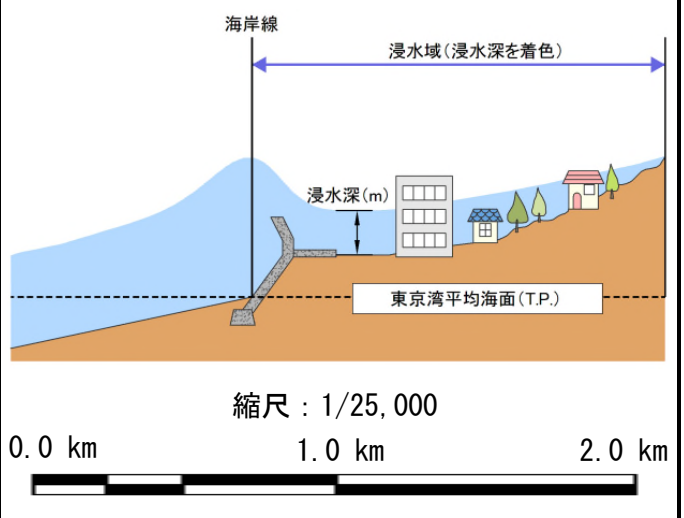 海岸線
浸水域（浸水深を着色）
浸水深（m）
東京湾平均海面（T.P.）
縮尺：1/25,000
0.0 km 1.0 km 2.0 km